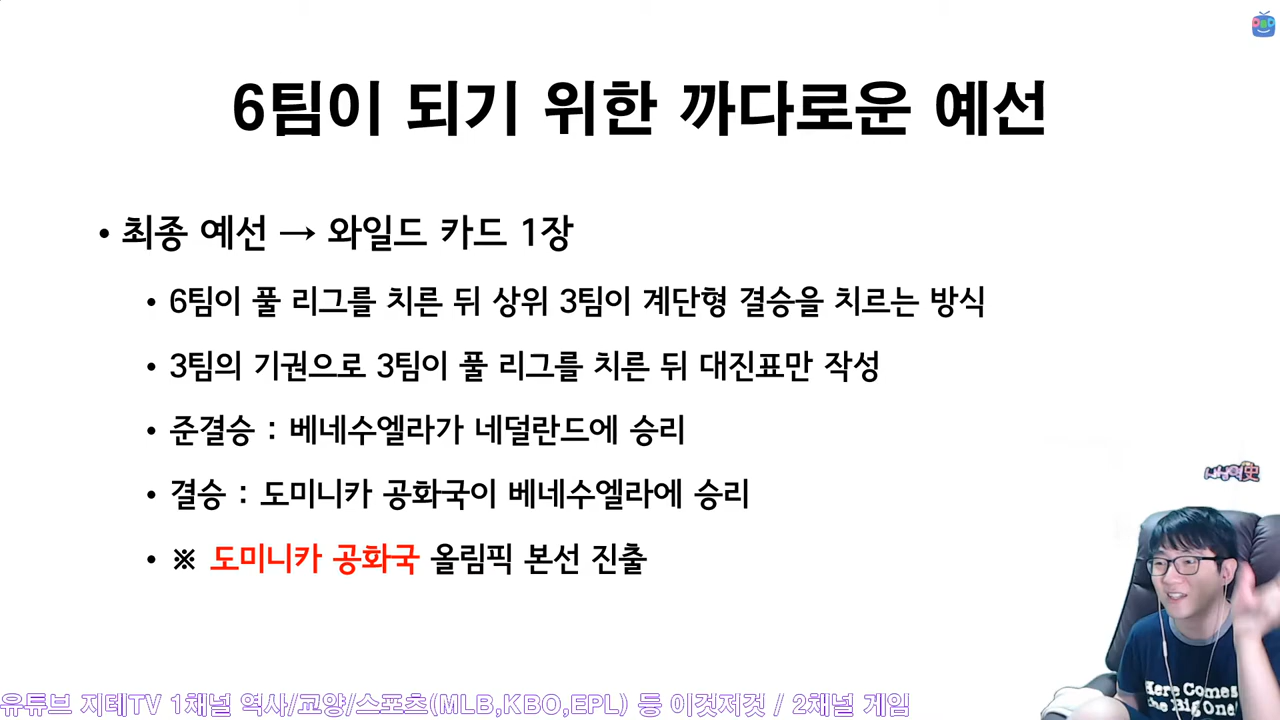 6팀이 되기 위한 까다로운 예선
• 최종 예선 → 와일드 카드 1장
• 6팀이 풀 리그를 치른 뒤 상위 3팀이 계단형 결승을 치르는 방식
• 3팀의 기권으로 3팀이 풀 리그를 치른 뒤 대진표만 작성
• 준결승 : 베네수엘라가 네덜란드에 승리
• 결승 : 도미니카 공화국이 베네수엘라에 승리
• ※ 도미니카 공화국 올림픽 본선 진출
Here Comes
the Big One!
유튜브 지테TV 1채널 역사/교양/스포츠(MLB,KBO,EPL) 등 이것저것 / 2채널 게임